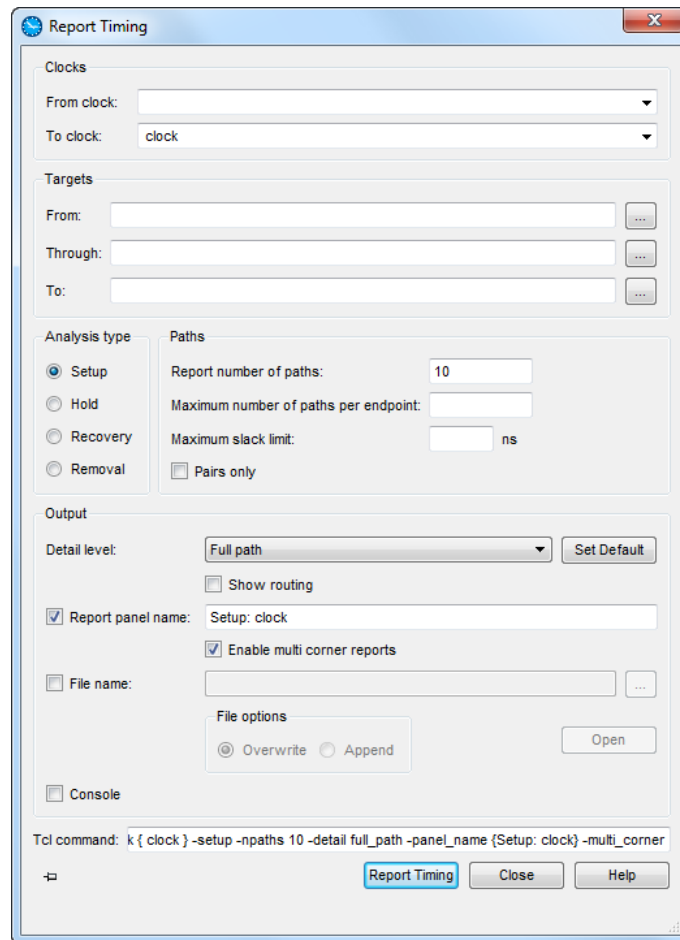 Report Timing
Clocks
From clock:
To clock: clock
Targets
From: ...
Through: ...
To: ...
Analysis type Paths
Setup Report number of paths: 10
Hold Maximum number of paths per endpoint:
Recovery Maximum slack limit: ns
Removal Pairs only
Output
Detail level: Full path Set Default
Show routing
Report panel name: Setup: clock
Enable multi corner reports
File name: ...
File options
Overwrite Append Open
Console
Tcl command: k { clock } -setup -npaths 10 -detail full_path -panel_name {Setup: clock} -multi_corner
Report Timing Close Help